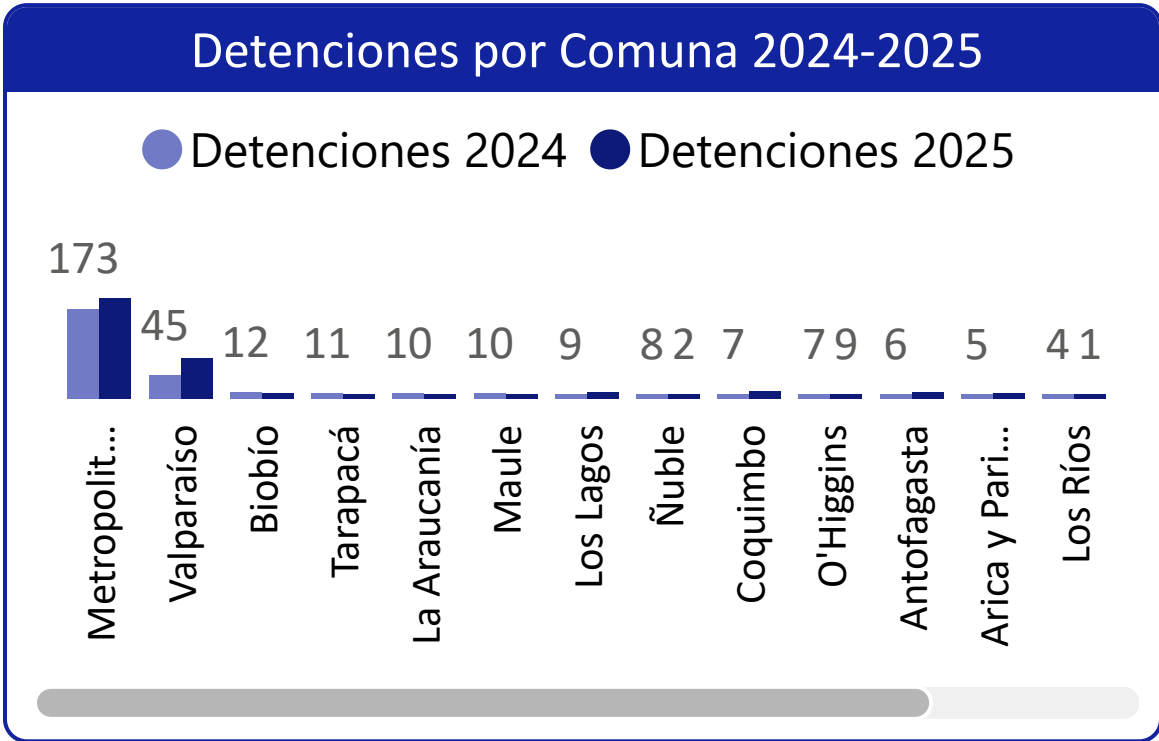 Detenciones por Comuna 2024-2025
Detenciones 2024 Detenciones 2025
173
45
12
11
10
10
9
8 2
7
7 9
6
5
4 1
Metropolit...
Valparaíso
Biobío
Tarapacá
La Araucanía
Maule
Los Lagos
Ñuble
Coquimbo
O'Higgins
Antofagasta
Arica y Pari...
Los Ríos